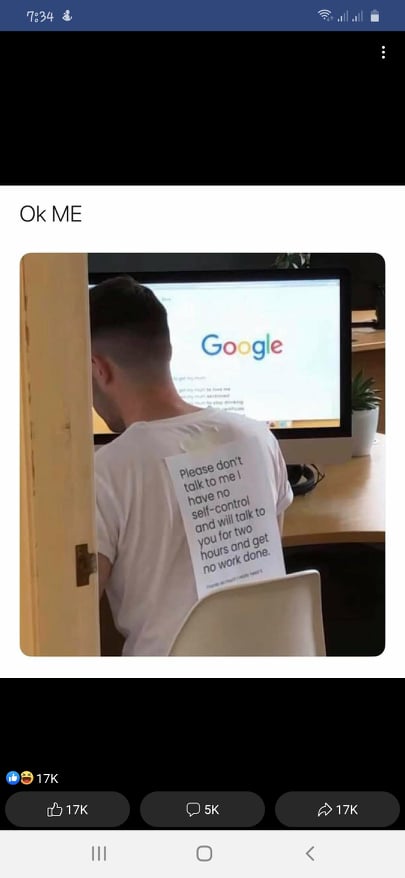 7:34
Ok ME
Google
Please don't
talk to me I
have no
self-control
and will talk to
you for two
hours and get
no work done.
17K
17K
5K
17K